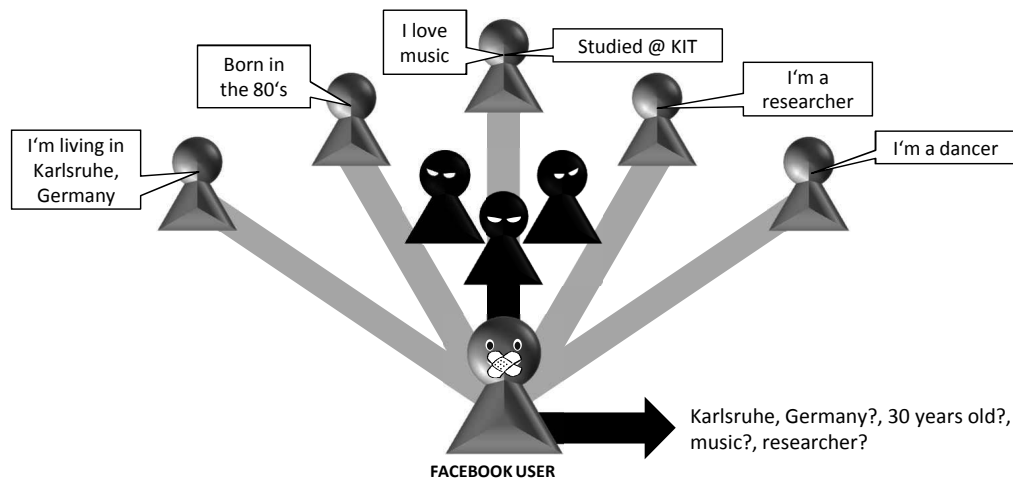 I love
music
Studied @ KIT
Born in
the 80‘s
I‘m a
researcher
I‘m living in
Karlsruhe,
Germany
I‘m a dancer
Karlsruhe, Germany?, 30 years old?,
music?, researcher?
FACEBOOK USER